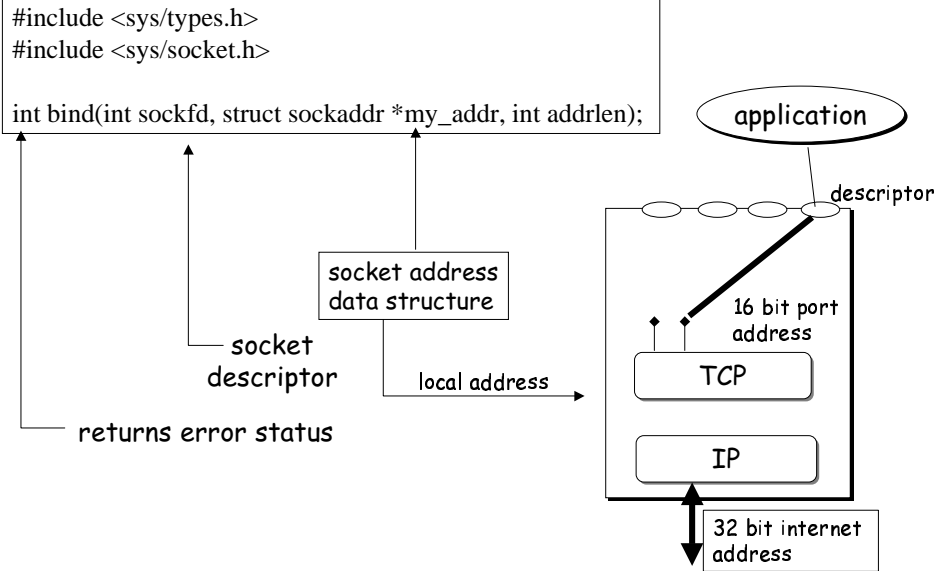 #include <sys/types.h>
#include <sys/socket.h>
int bind(int sockfd, struct sockaddr *my_addr, int addrlen);
application
descriptor
socket address
data structure
16 bit port
address
socket
descriptor
TCP
local address
returns error status
IP
32 bit internet
address